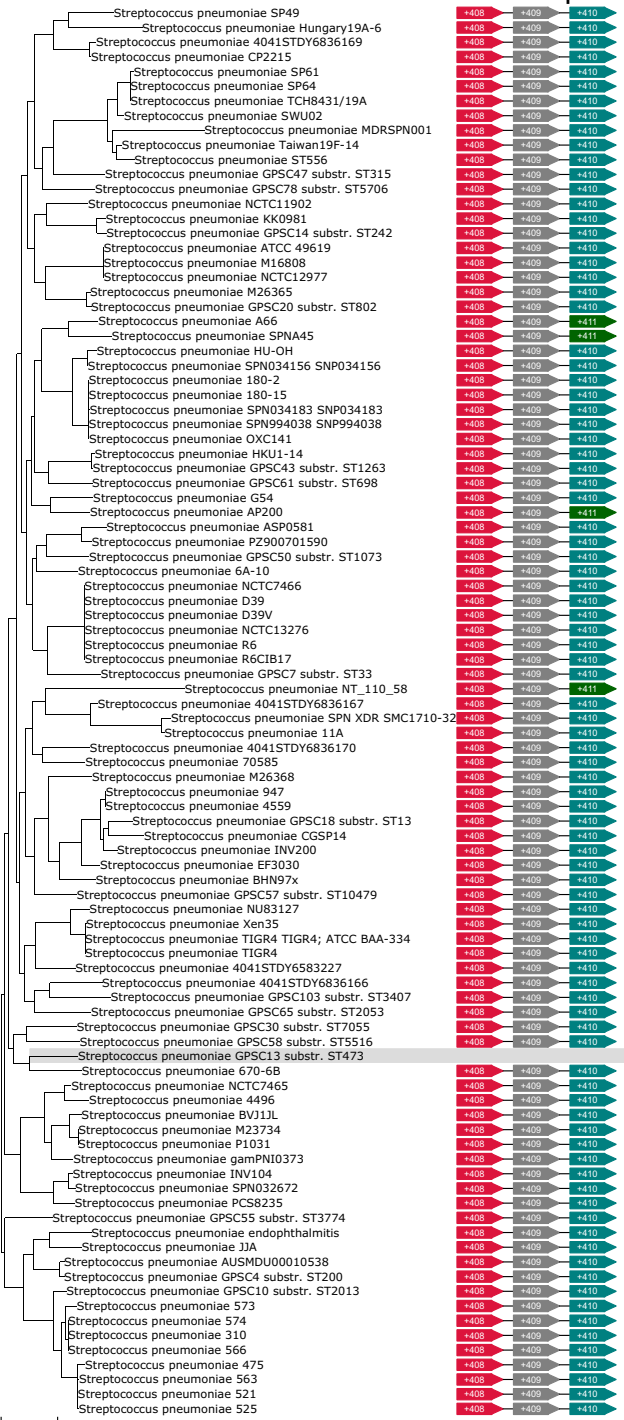 Streptococcus pneumoniae SP49 +408 +409 +410
Streptococcus pneumoniae Hungary19A-6 +408 +409 +410
Streptococcus pneumoniae 4041STDY6836169 +408 +409 +410
Streptococcus pneumoniae CP2215 +408 +409 +410
Streptococcus pneumoniae SP61 +408 +409 +410
Streptococcus pneumoniae SP64 +408 +409 +410
Streptococcus pneumoniae TCH8431/19A +408 +409 +410
Streptococcus pneumoniae SWU02 +408 +409 +410
Streptococcus pneumoniae MDRSPN001 +408 +409 +410
Streptococcus pneumoniae Taiwan19F-14 +408 +409 +410
Streptococcus pneumoniae ST556 +408 +409 +410
Streptococcus pneumoniae GPSC47 substr. ST315 +408 +409 +410
Streptococcus pneumoniae GPSC78 substr. ST5706 +408 +409 +410
Streptococcus pneumoniae NCTC11902 +408 +409 +410
Streptococcus pneumoniae KK0981 +408 +409 +410
Streptococcus pneumoniae GPSC14 substr. ST242 +408 +409 +410
Streptococcus pneumoniae ATCC 49619 +408 +409 +410
Streptococcus pneumoniae M16808 +408 +409 +410
Streptococcus pneumoniae NCTC12977 +408 +409 +410
Streptococcus pneumoniae M26365 +408 +409 +410
Streptococcus pneumoniae GPSC20 substr. ST802 +408 +409 +410
Streptococcus pneumoniae A66 +408 +409 +411
Streptococcus pneumoniae SPNA45 +408 +409 +411
Streptococcus pneumoniae HU-OH +408 +409 +410
Streptococcus pneumoniae SPN034156 SNP034156 +408 +409 +410
Streptococcus pneumoniae 180-2 +408 +409 +410
Streptococcus pneumoniae 180-15 +408 +409 +410
Streptococcus pneumoniae SPN034183 SNP034183 +408 +409 +410
Streptococcus pneumoniae SPN994038 SNP994038 +408 +409 +410
Streptococcus pneumoniae OXC141 +408 +409 +410
Streptococcus pneumoniae HKU1-14 +408 +409 +410
Streptococcus pneumoniae GPSC43 substr. ST1263 +408 +409 +410
Streptococcus pneumoniae GPSC61 substr. ST698 +408 +409 +410
Streptococcus pneumoniae G54 +408 +409 +410
Streptococcus pneumoniae AP200 +408 +409 +411
Streptococcus pneumoniae ASP0581 +408 +409 +410
Streptococcus pneumoniae PZ900701590 +408 +409 +410
Streptococcus pneumoniae GPSC50 substr. ST1073 +408 +409 +410
Streptococcus pneumoniae 6A-10 +408 +409 +410
Streptococcus pneumoniae NCTC7466 +408 +409 +410
Streptococcus pneumoniae D39 +408 +409 +410
Streptococcus pneumoniae D39V +408 +409 +410
Streptococcus pneumoniae NCTC13276 +408 +409 +410
Streptococcus pneumoniae R6 +408 +409 +410
Streptococcus pneumoniae R6CIB17 +408 +409 +410
Streptococcus pneumoniae GPSC7 substr. ST33 +408 +409 +410
Streptococcus pneumoniae NT_110_58 +408 +409 +411
Streptococcus pneumoniae 4041STDY6836167 +408 +409 +410
Streptococcus pneumoniae SPN XDR SMC1710-32 +408 +409 +410
Streptococcus pneumoniae 11A +408 +409 +410
Streptococcus pneumoniae 4041STDY6836170 +408 +409 +410
Streptococcus pneumoniae 70585 +408 +409 +410
Streptococcus pneumoniae M26368 +408 +409 +410
Streptococcus pneumoniae 947 +408 +409 +410
Streptococcus pneumoniae 4559 +408 +409 +410
Streptococcus pneumoniae GPSC18 substr. ST13 +408 +409 +410
Streptococcus pneumoniae CGSP14 +408 +409 +410
Streptococcus pneumoniae INV200 +408 +409 +410
Streptococcus pneumoniae EF3030 +408 +409 +410
Streptococcus pneumoniae BHN97x +408 +409 +410
Streptococcus pneumoniae GPSC57 substr. ST10479 +408 +409 +410
Streptococcus pneumoniae NU83127 +408 +409 +410
Streptococcus pneumoniae Xen35 +408 +409 +410
Streptococcus pneumoniae TIGR4 TIGR4; ATCC BAA-334 +408 +409 +410
Streptococcus pneumoniae TIGR4 +408 +409 +410
Streptococcus pneumoniae 4041STDY6583227 +408 +409 +410
Streptococcus pneumoniae 4041STDY6836166 +408 +409 +410
Streptococcus pneumoniae GPSC103 substr. ST3407 +408 +409 +410
Streptococcus pneumoniae GPSC65 substr. ST2053 +408 +409 +410
Streptococcus pneumoniae GPSC30 substr. ST7055 +408 +409 +410
Streptococcus pneumoniae GPSC58 substr. ST5516 +408 +409 +410
Streptococcus pneumoniae GPSC13 substr. ST473
Streptococcus pneumoniae 670-6B +408 +409 +410
Streptococcus pneumoniae NCTC7465 +408 +409 +410
Streptococcus pneumoniae 4496 +408 +409 +410
Streptococcus pneumoniae BVJ1JL +408 +409 +410
Streptococcus pneumoniae M23734 +408 +409 +410
Streptococcus pneumoniae P1031 +408 +409 +410
Streptococcus pneumoniae gamPNI0373 +408 +409 +410
Streptococcus pneumoniae INV104 +408 +409 +410
Streptococcus pneumoniae SPN032672 +408 +409 +410
Streptococcus pneumoniae PCS8235 +408 +409 +410
Streptococcus pneumoniae GPSC55 substr. ST3774 +408 +409 +410
Streptococcus pneumoniae endophthalmitis +408 +409 +410
Streptococcus pneumoniae JJA +408 +409 +410
Streptococcus pneumoniae AUSMDU00010538 +408 +409 +410
Streptococcus pneumoniae GPSC4 substr. ST200 +408 +409 +410
Streptococcus pneumoniae GPSC10 substr. ST2013 +408 +409 +410
Streptococcus pneumoniae 573 +408 +409 +410
Streptococcus pneumoniae 574 +408 +409 +410
Streptococcus pneumoniae 310 +408 +409 +410
Streptococcus pneumoniae 566 +408 +409 +410
Streptococcus pneumoniae 475 +408 +409 +410
Streptococcus pneumoniae 563 +408 +409 +410
Streptococcus pneumoniae 521 +408 +409 +410
Streptococcus pneumoniae 525 +408 +409 +410